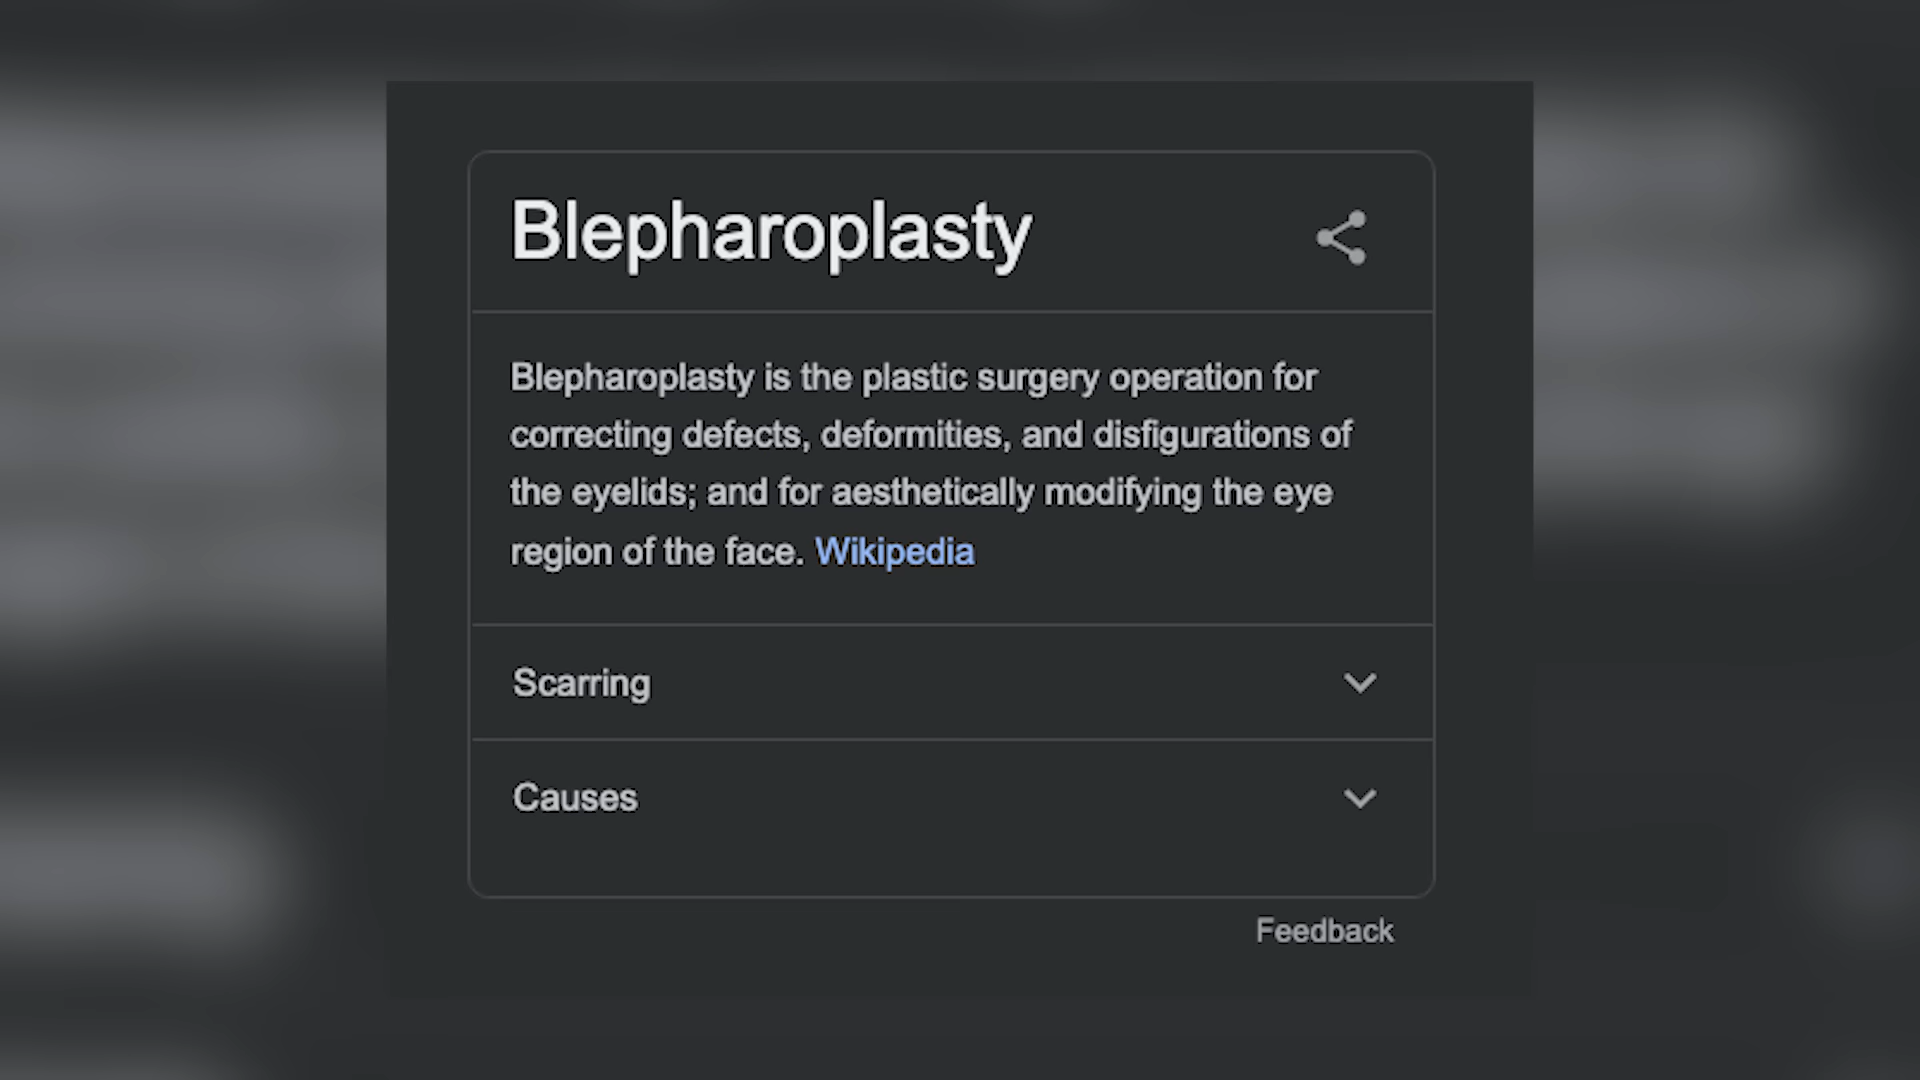 Blepharoplasty
Blepharoplasty is the plastic surgery operation for
correcting defects, deformities, and disfigurations of
the eyelids; and for aesthetically modifying the eye
region of the face. Wikipedia
Scarring
Causes
Feedback